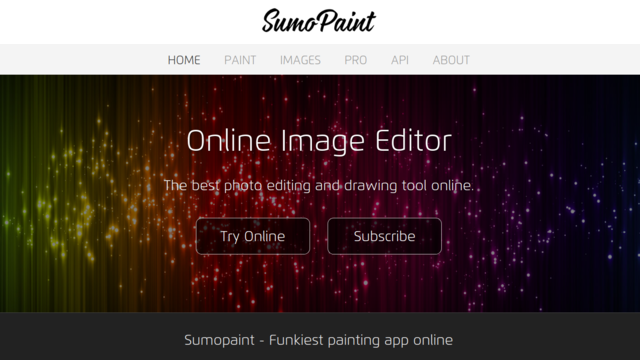 SumoPaint
HOME PAINT IMAGES PRO API ABOUT
Online Image Editor
The best photo editing and drawing tool online.
Try Online Subscribe
Sumopaint - Funkiest painting app online